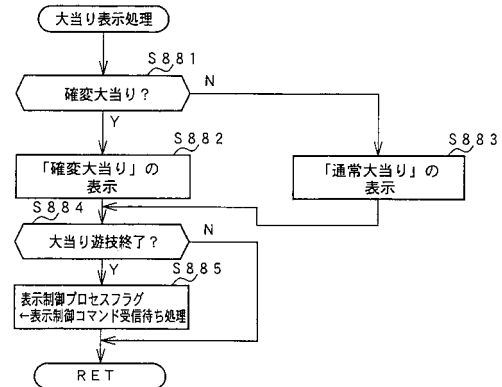 大当り表示処理
S881
確変大当り？
N
Y
S882
S883
「確変大当り」の
表示
「通常大当り」の
表示
S884
大当り遊技終了？
N
Y
S885
表示制御プロセスフラグ
←表示制御コマンド受信待ち処理
RET